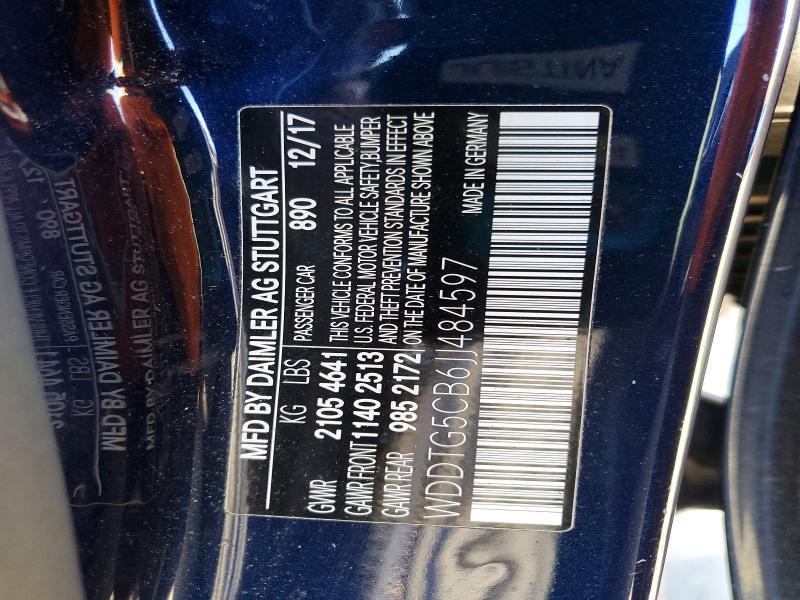 MFD BY DAIMLER AG STUTTGART
KG LBS PASSENGER CAR 890 12/17
GVWR 2105 4641 THIS VEHICLE CONFORMS TO ALL APPLICABLE
GAWR FRONT 1140 2513 U.S. FEDERAL MOTOR VEHICLE SAFETY,BUMPER
GAWR REAR 985 2172 AND THEFT PREVENTION STANDARDS IN EFFECT
ON THE DATE OF MANUFACTURE SHOWN ABOVE
WDDTG5CB6JJ484597 MADE IN GERMANY